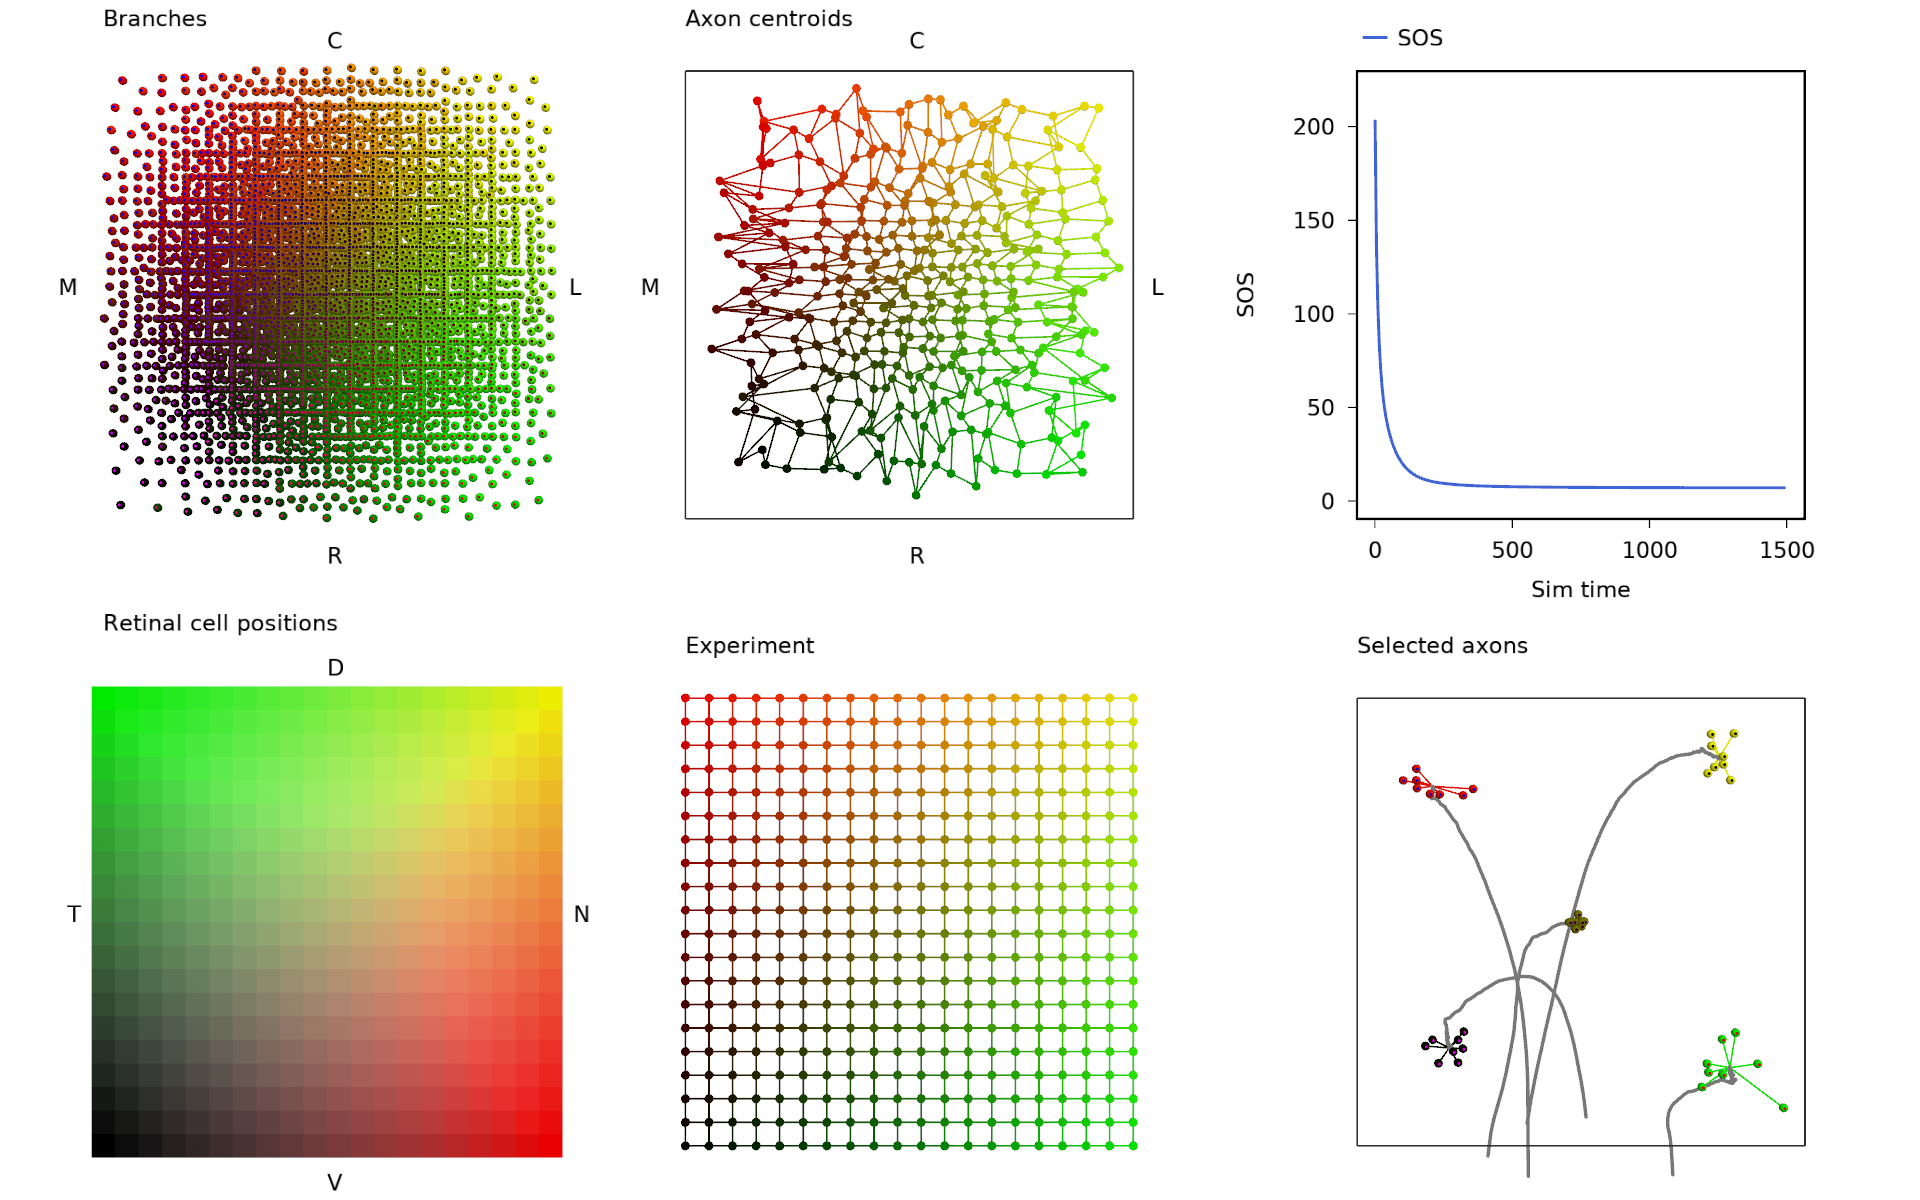 Branches
C
M
L
R
Axon centroids
C
M
L
R
SOS
SOS
200
150
100
50
0
0 500 1000 1500
Sim time
Retinal cell positions
D
T
N
V
Experiment
Selected axons